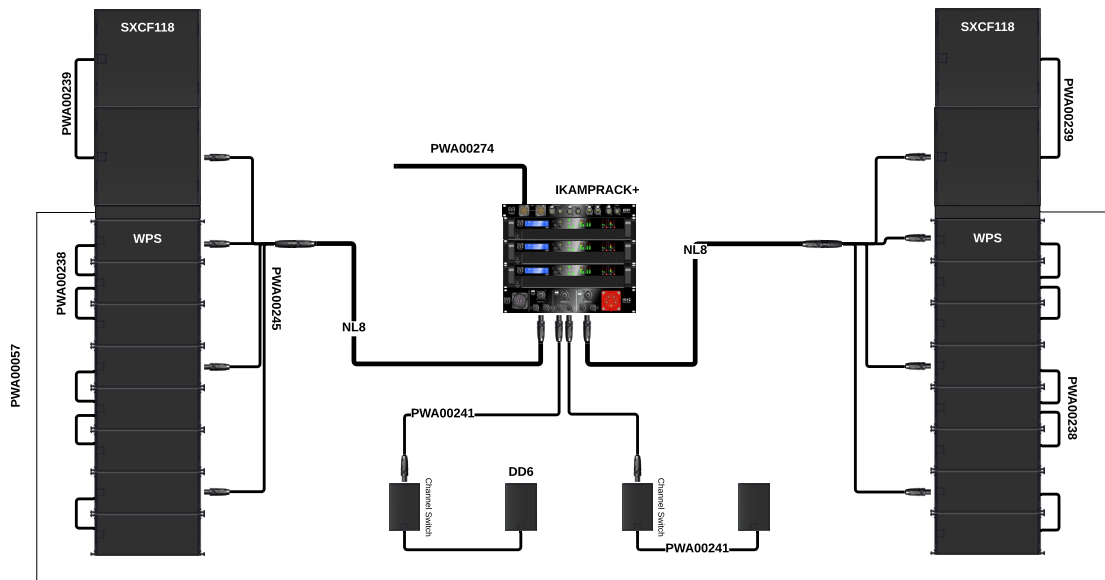 SXCF118
SXCF118
PWA00239
PWA00239
PWA00274
IKAMPRACK+
WPS
WPS
PWA00238
PWA00245
NL8
NL8
PWA00057
PWA00238
PWA00241
DD6
Channel Switch
Channel Switch
PWA00241